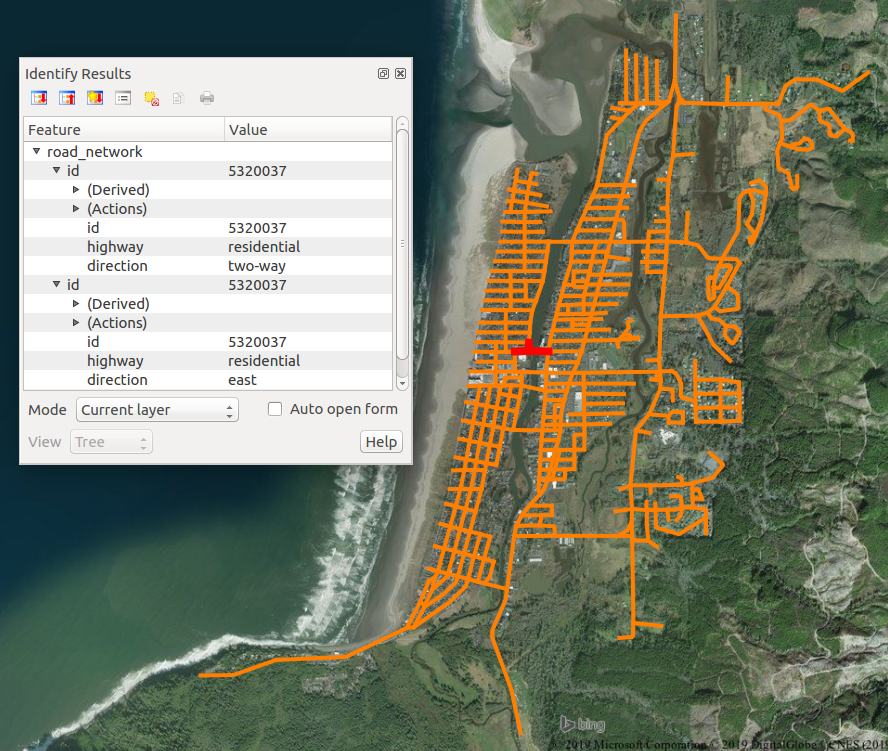 Identify Results
Feature Value
road_network
id 5320037
(Derived)
(Actions)
id 5320037
highway residential
direction two-way
id 5320037
(Derived)
(Actions)
id 5320037
highway residential
direction east
Mode Current layer Auto open form
View Tree Help
bing
© 2019 Microsoft Corporation © 2019 DigitalGlobe © CNES (201